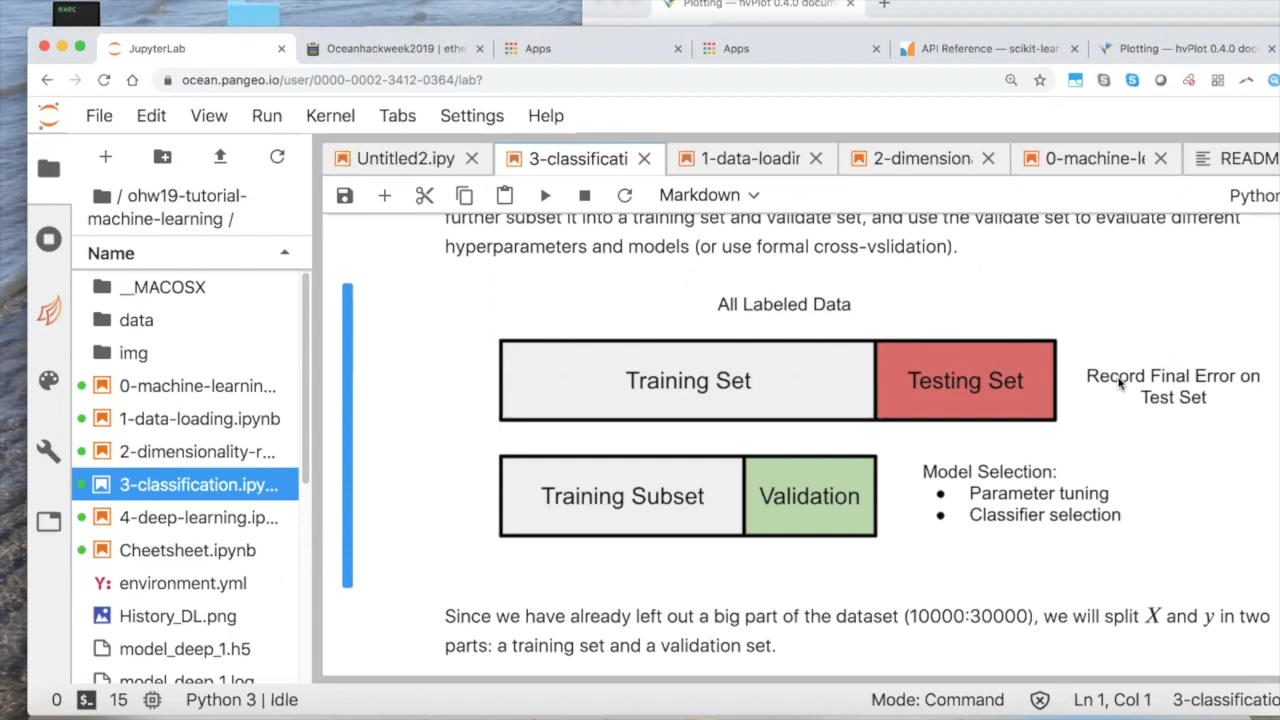 exec
Plotting — hvPlot 0.4.0 docum
JupyterLab
Oceanhackweek2019 | ethe
Apps
Apps
API Reference — scikit-lear
Plotting — hvPlot 0.4.0 doc
ocean.pangeo.io/user/0000-0002-3412-0364/lab?
File Edit View Run Kernel Tabs Settings Help
Untitled2.ipy
3-classificati
1-data-loadir
2-dimension
0-machine-le
README
Markdown
Python
/ ohw19-tutorial-
machine-learning /
Name
__MACOSX
data
img
0-machine-learnin...
1-data-loading.ipynb
2-dimensionality-r...
3-classification.ipy...
4-deep-learning.ip...
Cheetsheet.ipynb
Y: environment.yml
History_DL.png
model_deep_1.h5
model_deep_1.log
further subset it into a training set and validate set, and use the validate set to evaluate different
hyperparameters and models (or use formal cross-vslidation).
All Labeled Data
Training Set
Testing Set
Record Final Error on
Test Set
Training Subset
Validation
Model Selection:
● Parameter tuning
● Classifier selection
Since we have already left out a big part of the dataset (10000:30000), we will split X and y in two
parts: a training set and a validation set.
0 $_ 15 Python 3 | Idle
Mode: Command
Ln 1, Col 1
3-classificatio